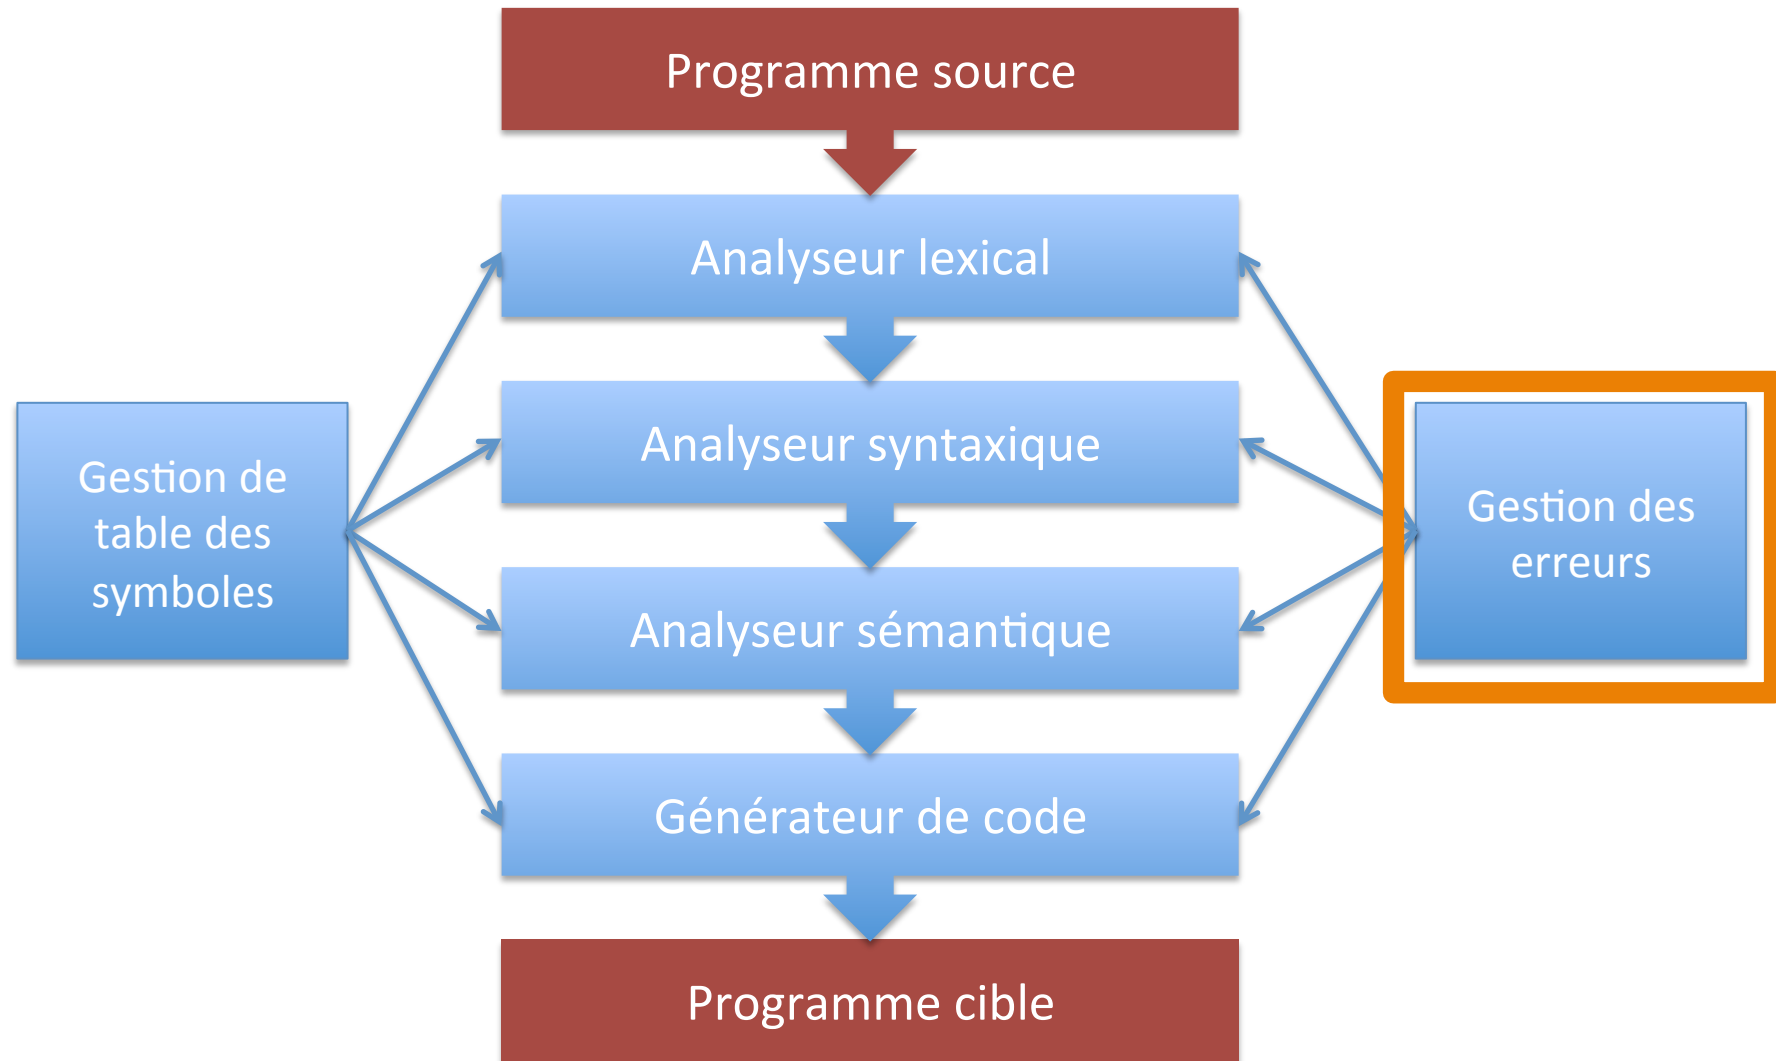 Programme source
Analyseur lexical
Analyseur syntaxique
Gestion de
table des
symboles
Gestion des
erreurs
Analyseur sémantique
Générateur de code
Programme cible